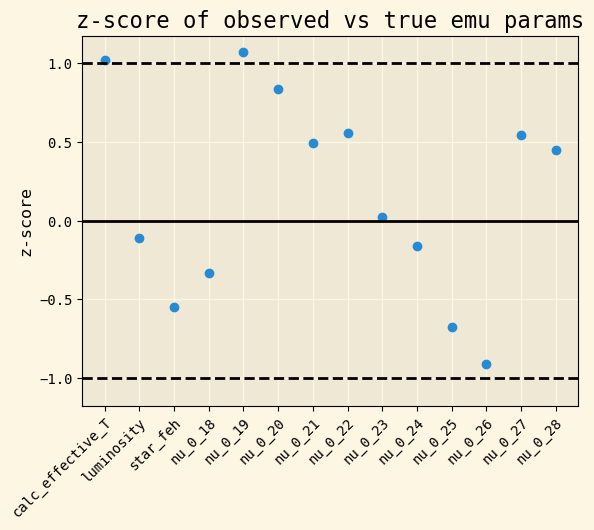 z-score of observed vs true emu params
z-score
1.0
0.5
0.0
−0.5
−1.0
calc_effective_T
luminosity
star_feh
nu_0_18
nu_0_19
nu_0_20
nu_0_21
nu_0_22
nu_0_23
nu_0_24
nu_0_25
nu_0_26
nu_0_27
nu_0_28